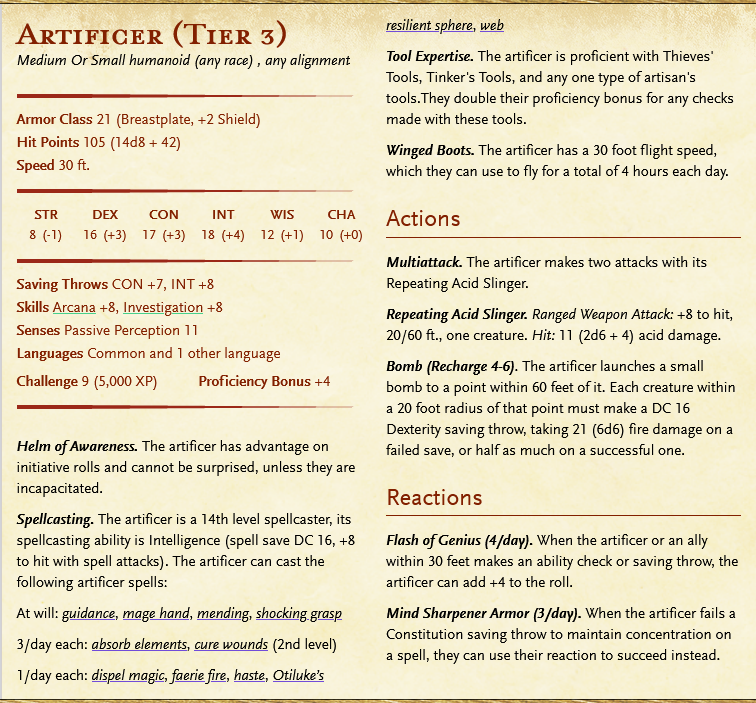 Artificer (Tier 3)
Medium Or Small humanoid (any race) , any alignment
Armor Class 21 (Breastplate, +2 Shield)
Hit Points 105 (14d8 + 42)
Speed 30 ft.
STR DEX CON INT WIS CHA
8 (-1) 16 (+3) 17 (+3) 18 (+4) 12 (+1) 10 (+0)
Saving Throws CON +7, INT +8
Skills Arcana +8, Investigation +8
Senses Passive Perception 11
Languages Common and 1 other language
Challenge 9 (5,000 XP) Proficiency Bonus +4
Helm of Awareness. The artificer has advantage on
initiative rolls and cannot be surprised, unless they are
incapacitated.
Spellcasting. The artificer is a 14th level spellcaster, its
spellcasting ability is Intelligence (spell save DC 16, +8
to hit with spell attacks). The artificer can cast the
following artificer spells:
At will: guidance, mage hand, mending, shocking grasp
3/day each: absorb elements, cure wounds (2nd level)
1/day each: dispel magic, faerie fire, haste, Otiluke's
resilient sphere, web
Tool Expertise. The artificer is proficient with Thieves'
Tools, Tinker's Tools, and any one type of artisan's
tools.They double their proficiency bonus for any checks
made with these tools.
Winged Boots. The artificer has a 30 foot flight speed,
which they can use to fly for a total of 4 hours each day.
Actions
Multiattack. The artificer makes two attacks with its
Repeating Acid Slinger.
Repeating Acid Slinger. Ranged Weapon Attack: +8 to hit,
20/60 ft., one creature. Hit: 11 (2d6 + 4) acid damage.
Bomb (Recharge 4-6). The artificer launches a small
bomb to a point within 60 feet of it. Each creature within
a 20 foot radius of that point must make a DC 16
Dexterity saving throw, taking 21 (6d6) fire damage on a
failed save, or half as much on a successful one.
Reactions
Flash of Genius (4/day). When the artificer or an ally
within 30 feet makes an ability check or saving throw, the
artificer can add +4 to the roll.
Mind Sharpener Armor (3/day). When the artificer fails a
Constitution saving throw to maintain concentration on
a spell, they can use their reaction to succeed instead.